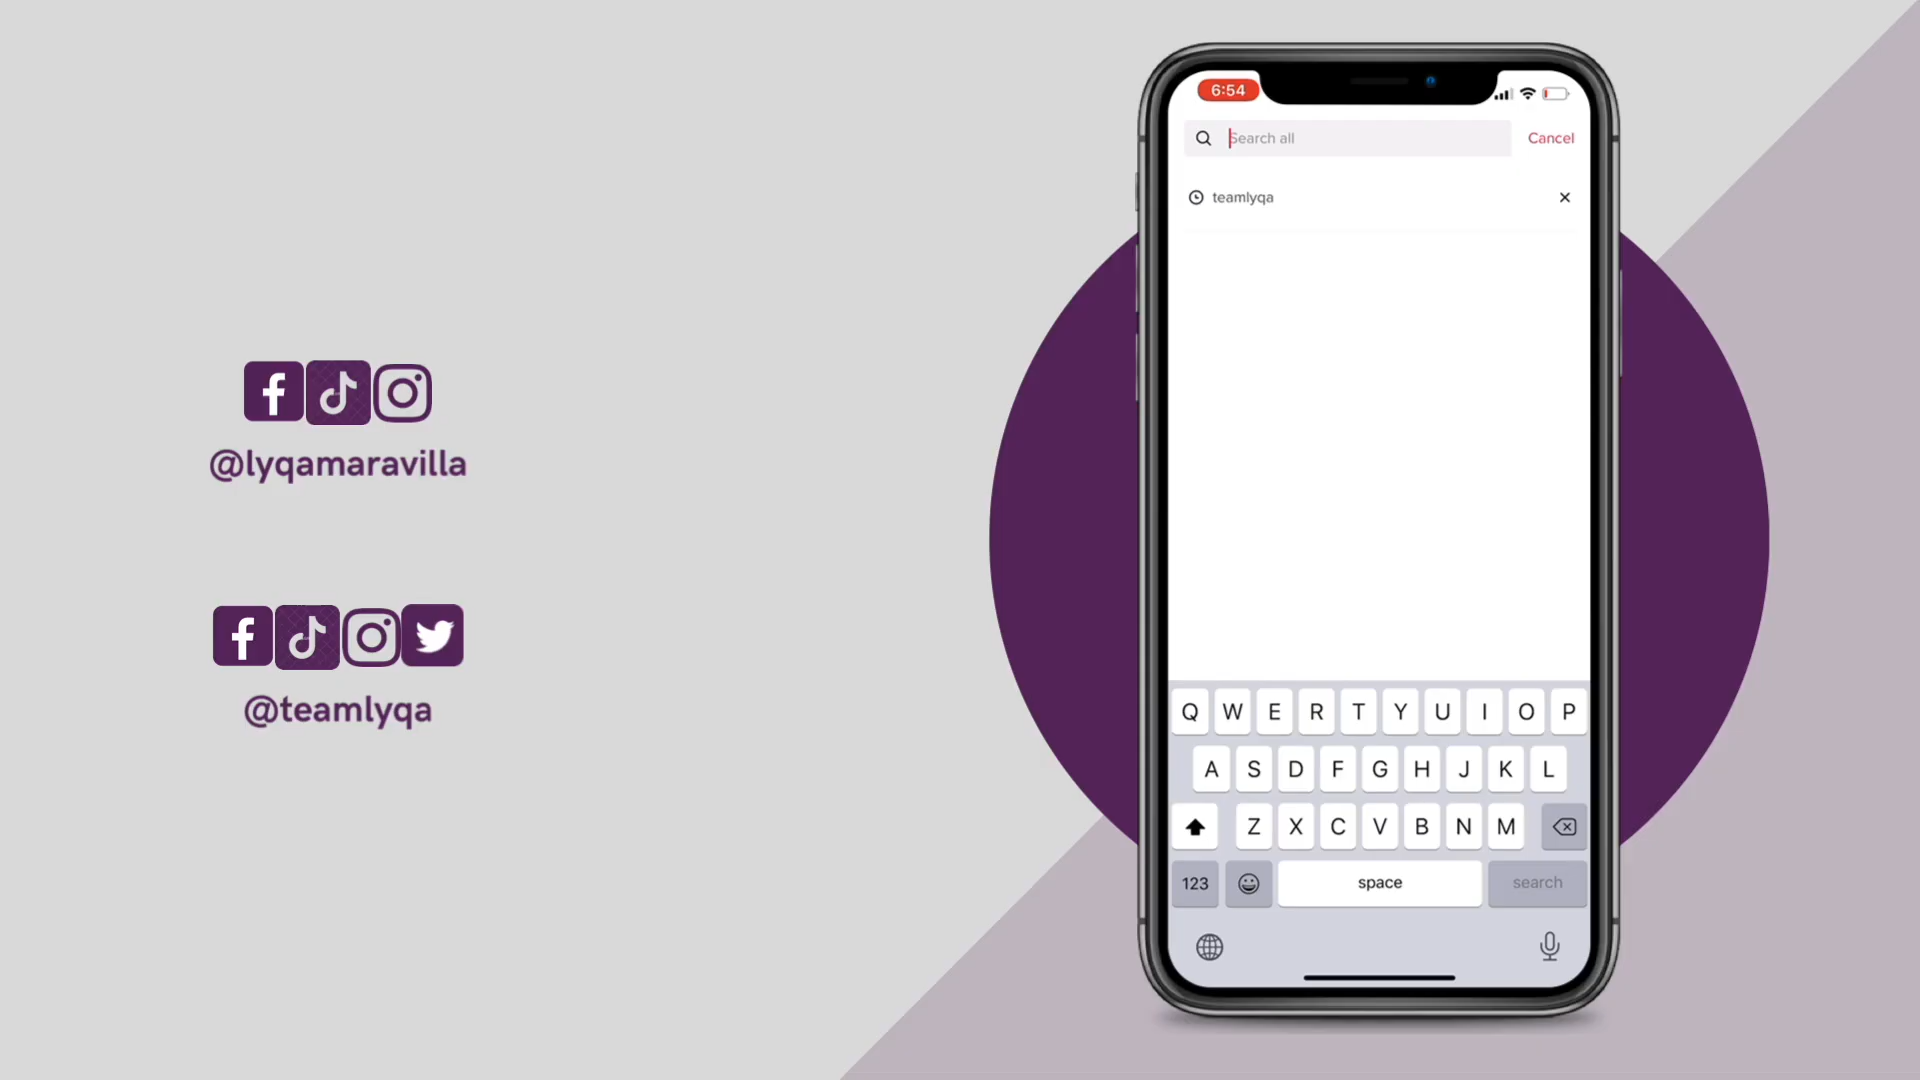 @lyqamaravilla
@teamlyqa
6:54
Search all
Cancel
teamlyqa
Q W E R T Y U I O P
A S D F G H J K L
Z X C V B N M
123
space
search